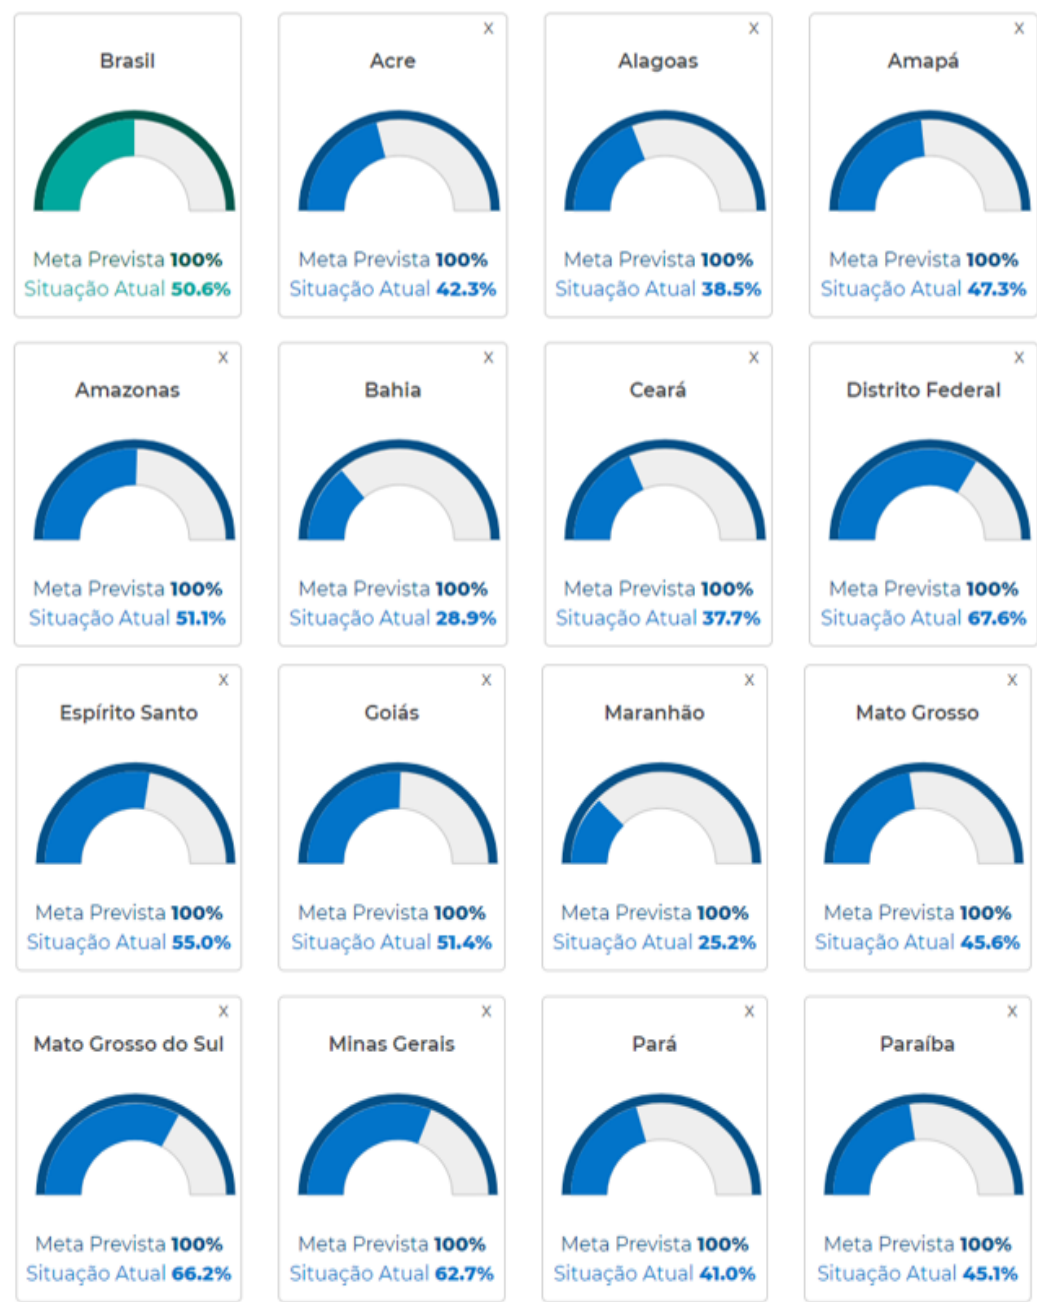 Brasil
Meta Prevista 100%
Situação Atual 50.6%
X
Acre
Meta Prevista 100%
Situação Atual 42.3%
X
Alagoas
Meta Prevista 100%
Situação Atual 38.5%
X
Amapá
Meta Prevista 100%
Situação Atual 47.3%
X
Amazonas
Meta Prevista 100%
Situação Atual 51.1%
X
Bahia
Meta Prevista 100%
Situação Atual 28.9%
X
Ceará
Meta Prevista 100%
Situação Atual 37.7%
X
Distrito Federal
Meta Prevista 100%
Situação Atual 67.6%
X
Espírito Santo
Meta Prevista 100%
Situação Atual 55.0%
X
Goiás
Meta Prevista 100%
Situação Atual 51.4%
X
Maranhão
Meta Prevista 100%
Situação Atual 25.2%
X
Mato Grosso
Meta Prevista 100%
Situação Atual 45.6%
X
Mato Grosso do Sul
Meta Prevista 100%
Situação Atual 66.2%
X
Minas Gerais
Meta Prevista 100%
Situação Atual 62.7%
X
Pará
Meta Prevista 100%
Situação Atual 41.0%
X
Paraíba
Meta Prevista 100%
Situação Atual 45.1%